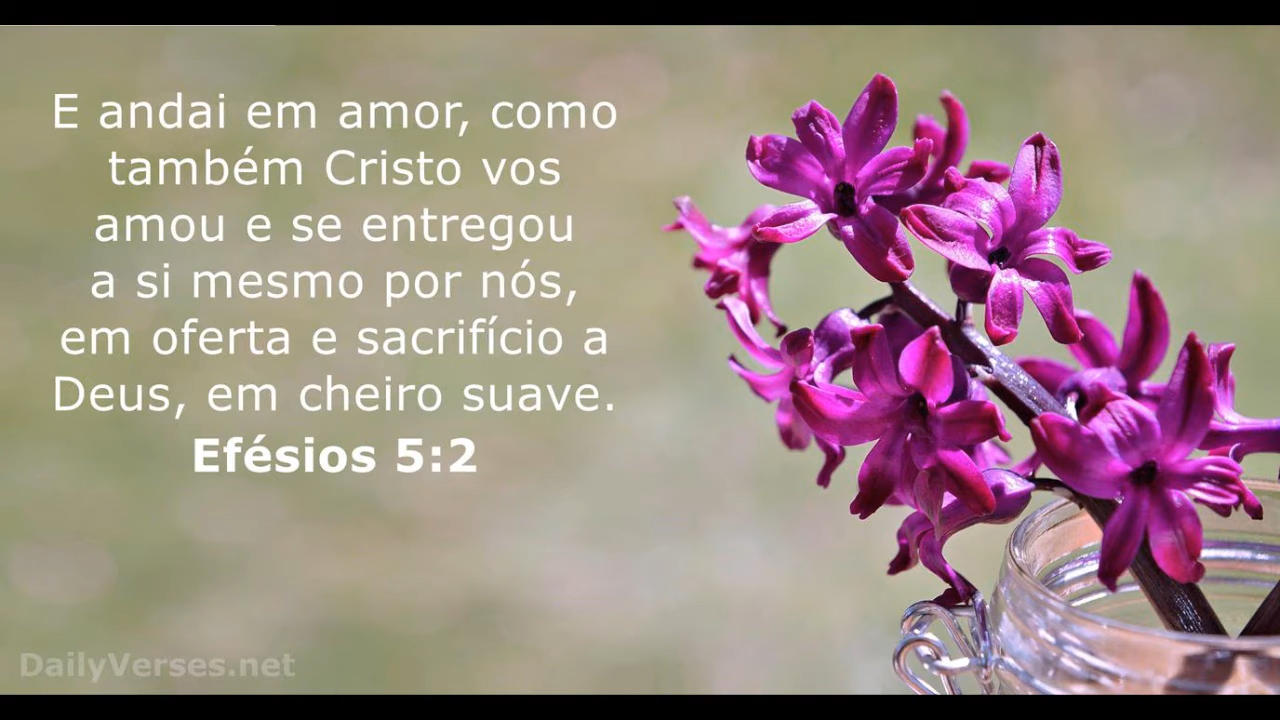 E andai em amor, como
também Cristo vos
amou e se entregou
a si mesmo por nós,
em oferta e sacrifício a
Deus, em cheiro suave.
Efésios 5:2
DailyVerses.net